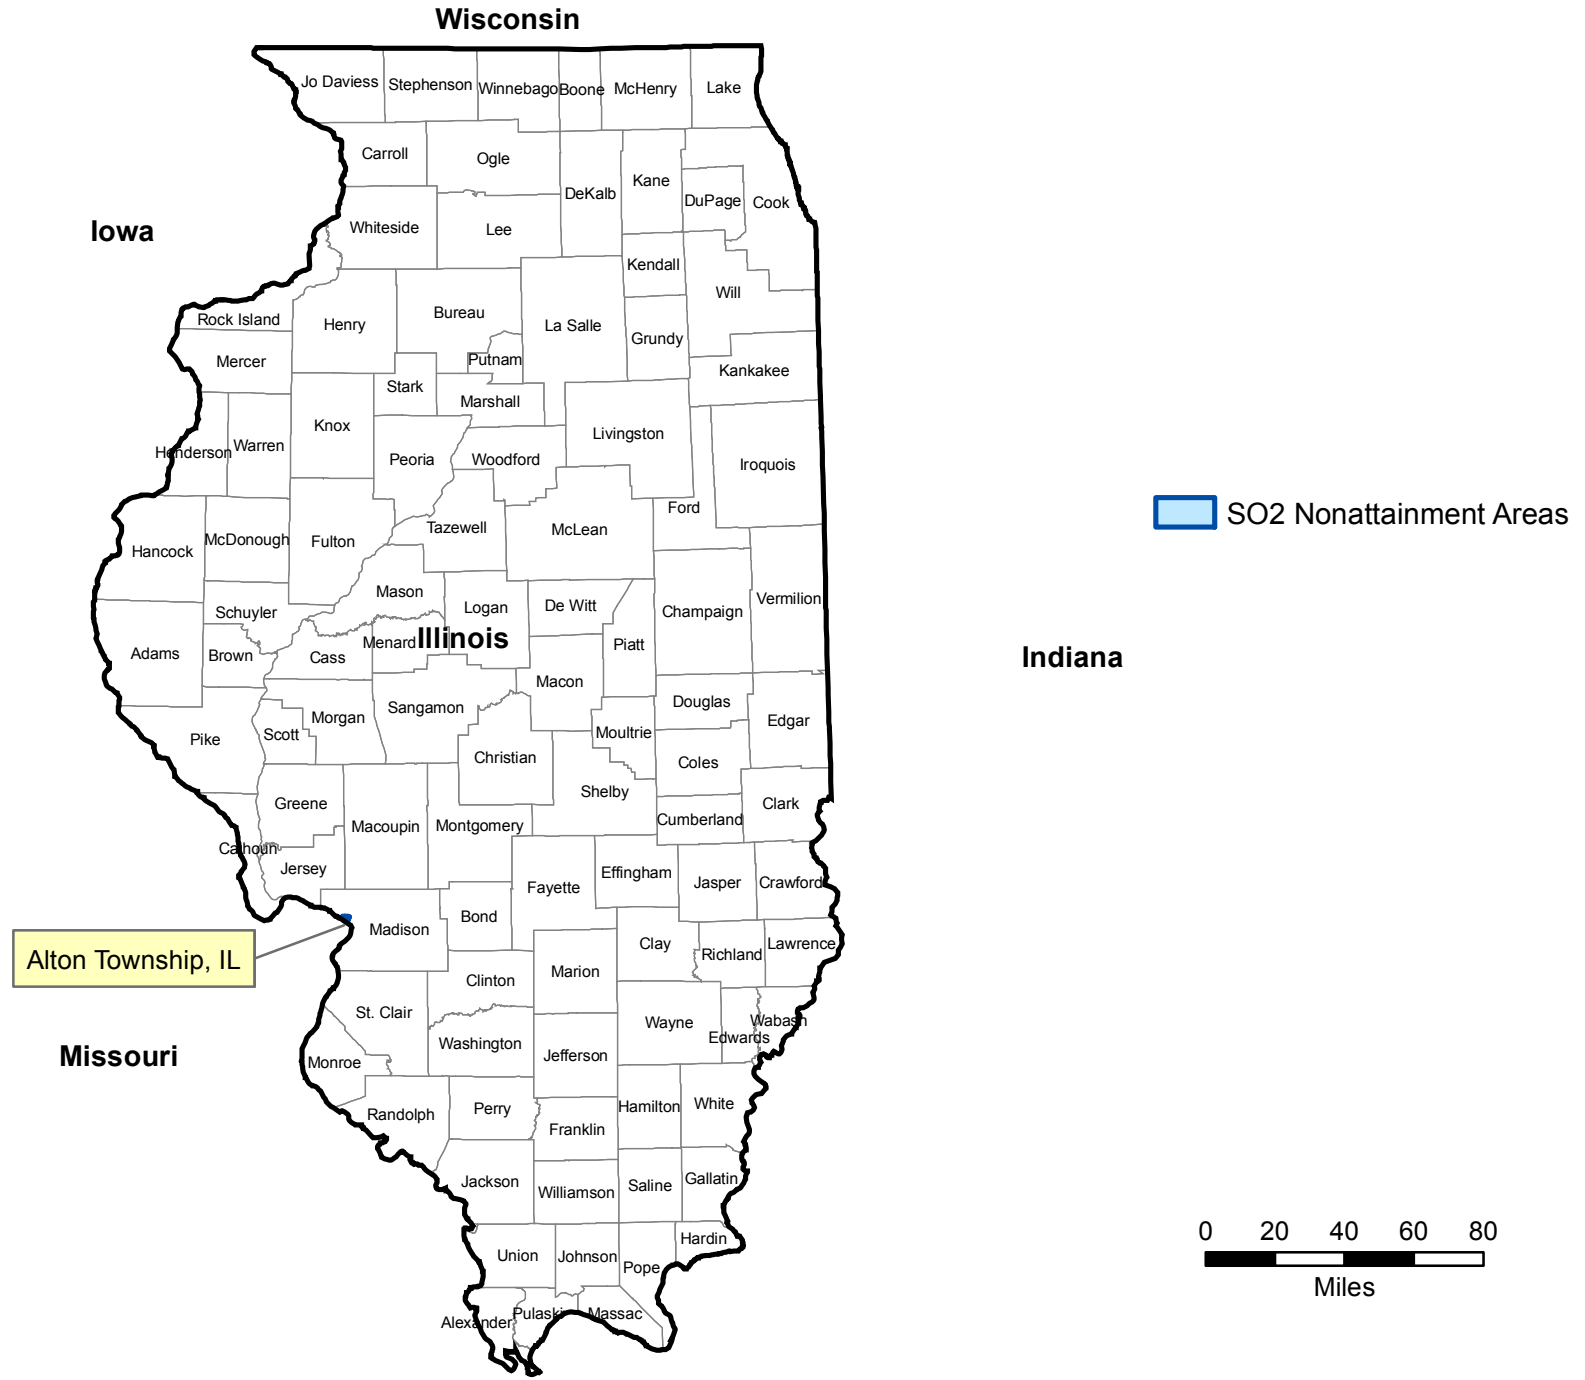 Wisconsin
Jo Daviess
Stephenson
Winnebago
Boone
McHenry
Lake
Carroll
Ogle
DeKalb
Kane
DuPage
Cook
Iowa
Whiteside
Lee
Kendall
Will
Rock Island
Henry
Bureau
La Salle
Grundy
Mercer
Putnam
Kankakee
Stark
Marshall
Knox
Livingston
Henderson
Warren
Peoria
Woodford
Iroquois
Ford
SO2 Nonattainment Areas
Hancock
McDonough
Fulton
Tazewell
McLean
Mason
Logan
De Witt
Champaign
Vermilion
Schuyler
Menard
Illinois
Piatt
Adams
Brown
Cass
Indiana
Macon
Sangamon
Douglas
Morgan
Edgar
Pike
Scott
Moultrie
Christian
Coles
Shelby
Greene
Clark
Macoupin
Montgomery
Cumberland
Calhoun
Jersey
Effingham
Jasper
Crawford
Fayette
Bond
Madison
Clay
Richland
Lawrence
Alton Township, IL
Marion
Clinton
St. Clair
Wayne
Wabash
Edwards
Washington
Jefferson
Missouri
Monroe
Randolph
Perry
Hamilton
White
Franklin
Jackson
Williamson
Saline
Gallatin
Hardin
0 20 40 60 80
Miles
Union
Johnson
Pope
Alexander
Pulaski
Massac